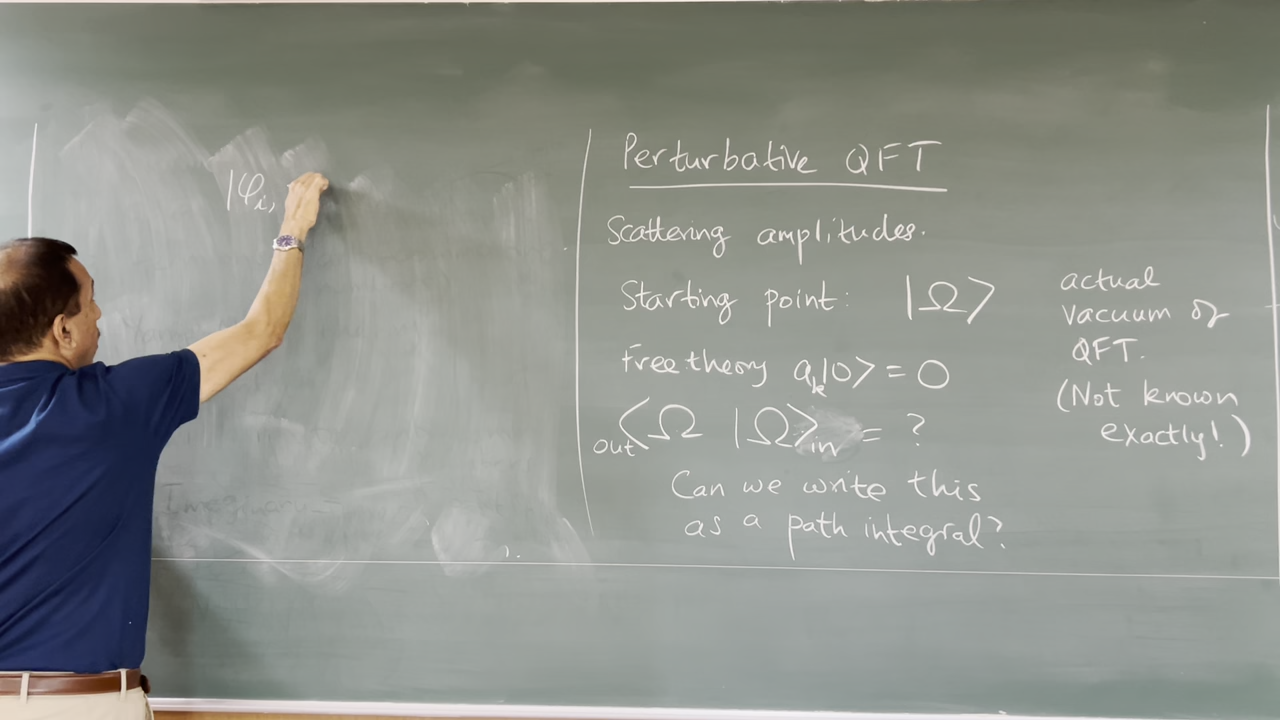 |φi,
Perturbative QFT
Scattering amplitudes.
Starting point: |Ω⟩
actual
vacuum of
QFT.
(Not known
exactly!)
Free theory aₖ|0⟩ = 0
out⟨Ω |Ω⟩in = ?
Can we write this
as a path integral?